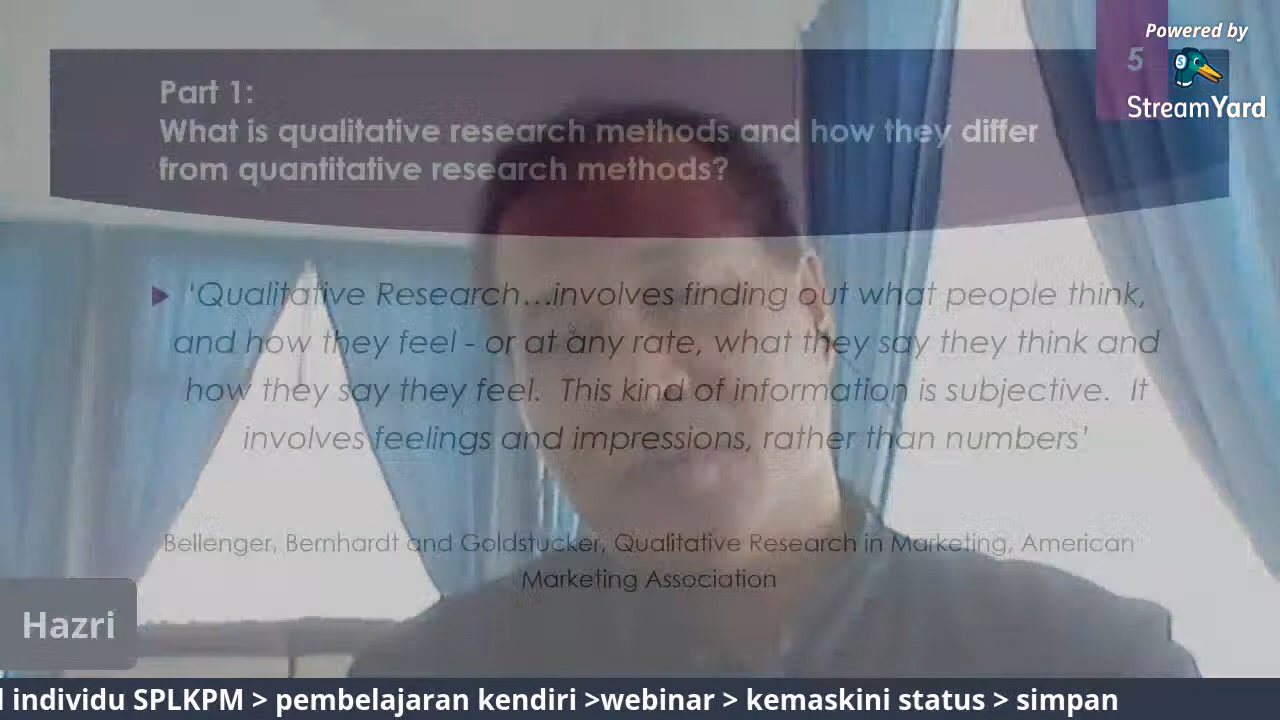 Powered by
5
StreamYard
Part 1:
What is qualitative research methods and how they differ
from quantitative research methods?
'Qualitative Research...involves finding out what people think,
and how they feel - or at any rate, what they say they think and
how they say they feel. This kind of information is subjective. It
involves feelings and impressions, rather than numbers'
Bellenger, Bernhardt and Goldstucker, Qualitative Research in Marketing, American
Marketing Association
Hazri
individu SPLKPM > pembelajaran kendiri >webinar > kemaskini status > simpan